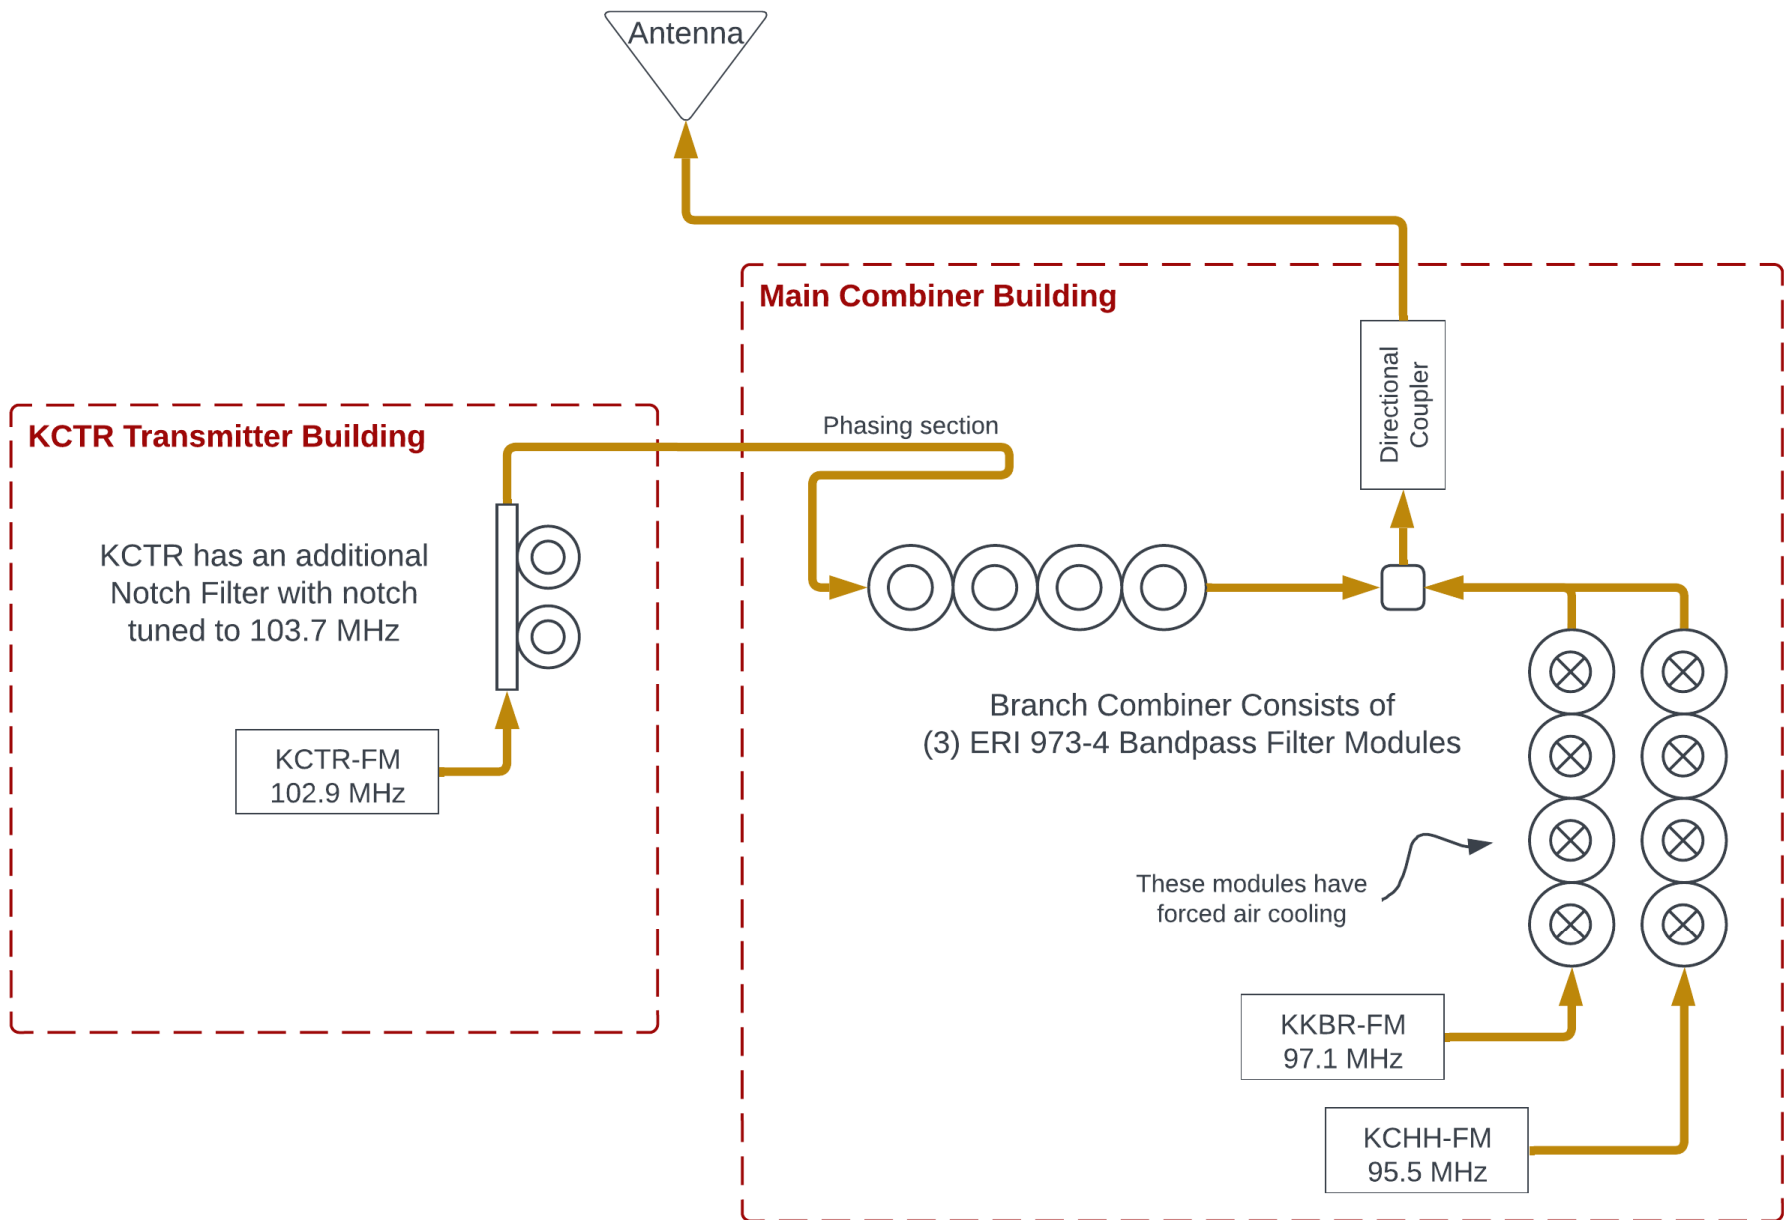 Antenna
Main Combiner Building
Directional
Coupler
Phasing section
KCTR Transmitter Building
KCTR has an additional
Notch Filter with notch
tuned to 103.7 MHz
KCTR-FM
102.9 MHz
Branch Combiner Consists of
(3) ERI 973-4 Bandpass Filter Modules
These modules have
forced air cooling
KKBR-FM
97.1 MHz
KCHH-FM
95.5 MHz